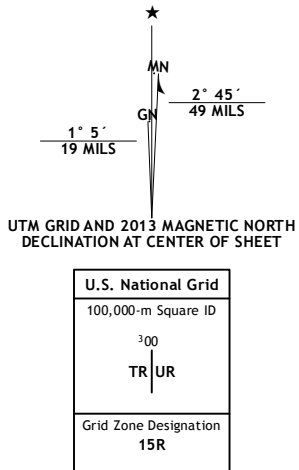 ★
MN
GN
2° 45´
49 MILS
1° 5´
19 MILS
UTM GRID AND 2013 MAGNETIC NORTH
DECLINATION AT CENTER OF SHEET
U.S. National Grid
100,000-m Square ID
³00
TR UR
Grid Zone Designation
15R